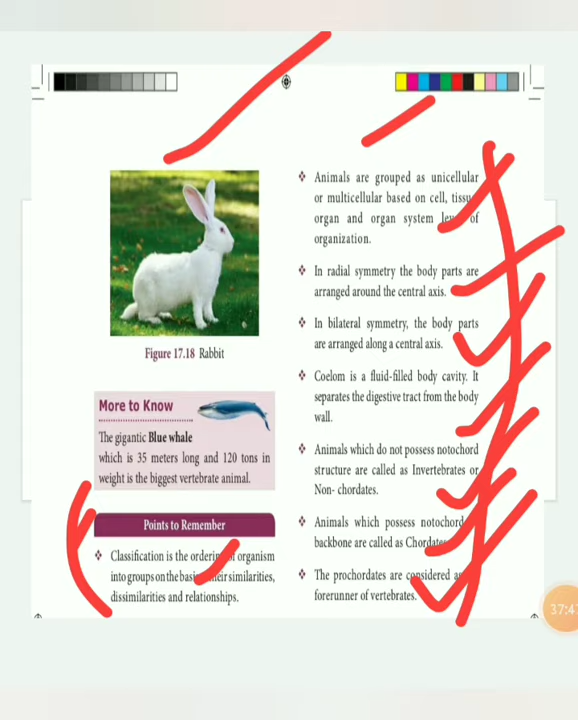 Figure 17.18 Rabbit
More to Know
The gigantic Blue whale
which is 35 meters long and 120 tons in
weight is the biggest vertebrate animal.
Points to Remember
❖ Classification is the ordering of organism
into groups on the basis their similarities,
dissimilarities and relationships.
❖ Animals are grouped as unicellular
or multicellular based on cell, tissue,
organ and organ system level of
organization.
❖ In radial symmetry the body parts are
arranged around the central axis.
❖ In bilateral symmetry, the body parts
are arranged along a central axis.
❖ Coelom is a fluid-filled body cavity. It
separates the digestive tract from the body
wall.
❖ Animals which do not possess notochord
structure are called as Invertebrates or
Non- chordates.
❖ Animals which possess notochord
backbone are called as Chordates
❖ The prochordates are considered as
forerunner of vertebrates.